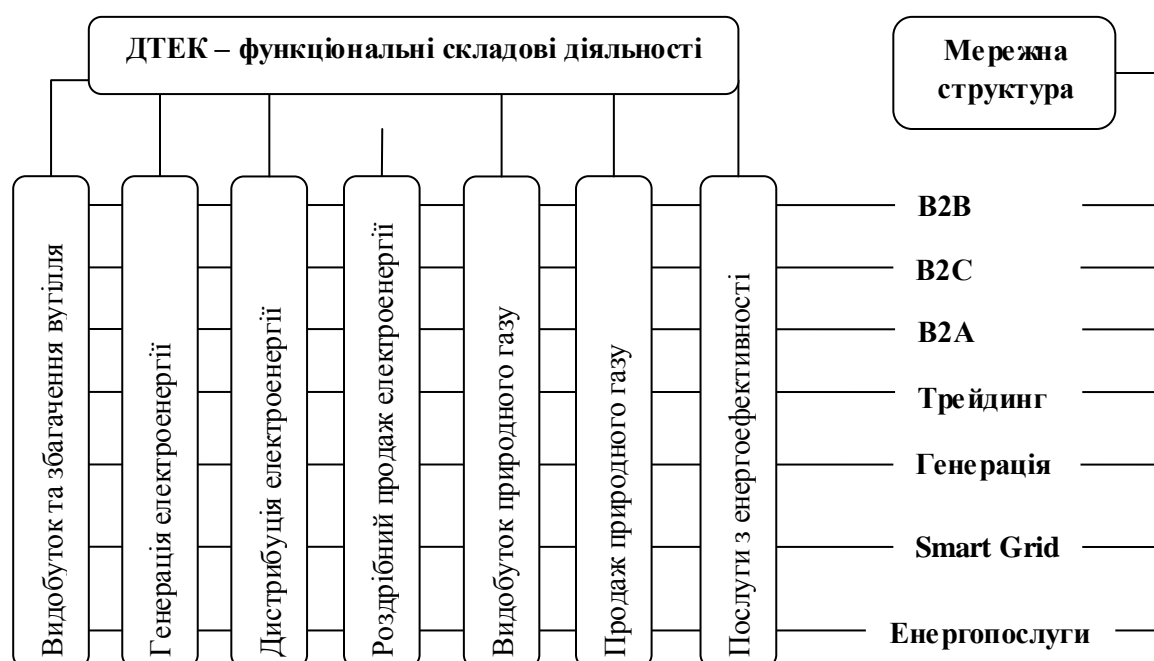 ДТЕК – функціональні складові діяльності
Мережна
структура
Видобуток та збагачення вугілля
Генерація електроенергії
Дистрибуція електроенергії
Роздрібний продаж електроенергії
Видобуток природного газу
Продаж природного газу
Послуги з енергоефективності
B2B
B2C
B2A
Трейдинг
Генерація
Smart Grid
Енергопослуги